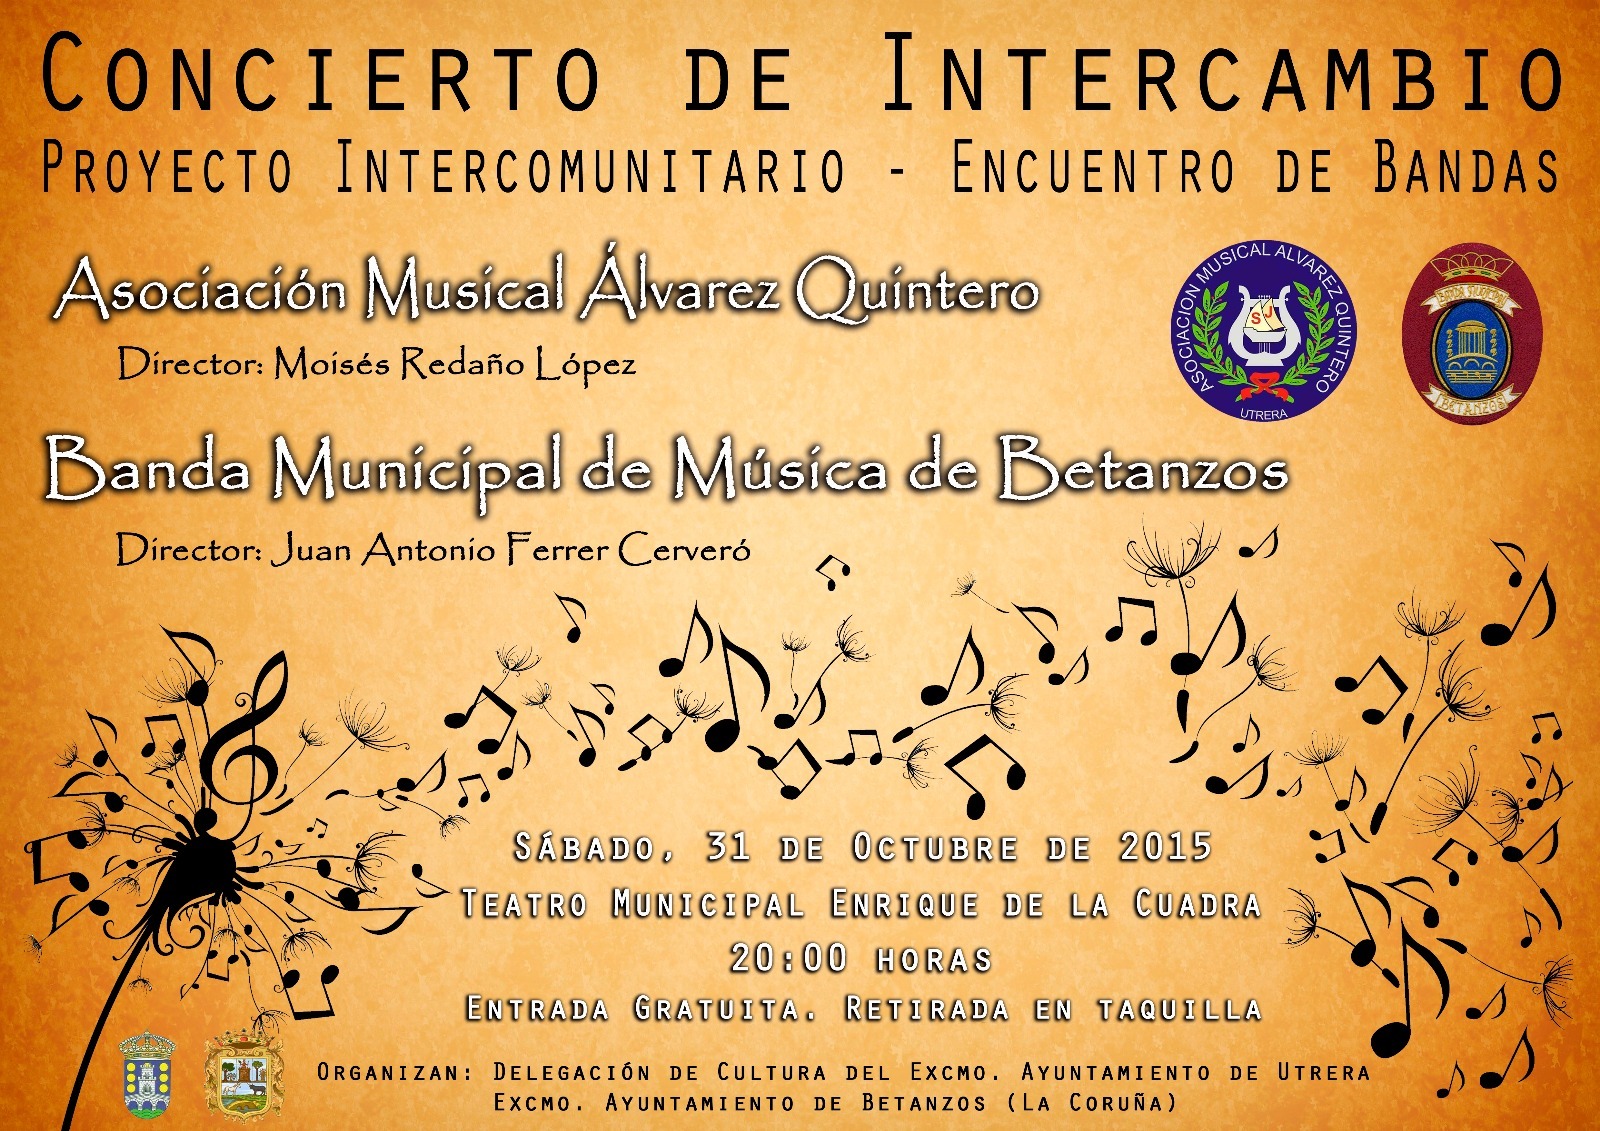 Concierto de Intercambio
Proyecto Intercomunitario - Encuentro de Bandas
Asociación Musical Álvarez Quintero
Director: Moisés Redaño López
ASOCIACION MUSICAL ALVAREZ QUINTERO
SJ
UTRERA
BETANZOS
Banda Municipal de Música de Betanzos
Director: Juan Antonio Ferrer Cerveró
Sábado, 31 de Octubre de 2015
Teatro Municipal Enrique de la Cuadra
20:00 horas
Entrada Gratuita. Retirada en taquilla
Organizan: Delegación de Cultura del Excmo. Ayuntamiento de Utrera
Excmo. Ayuntamiento de Betanzos (La Coruña)